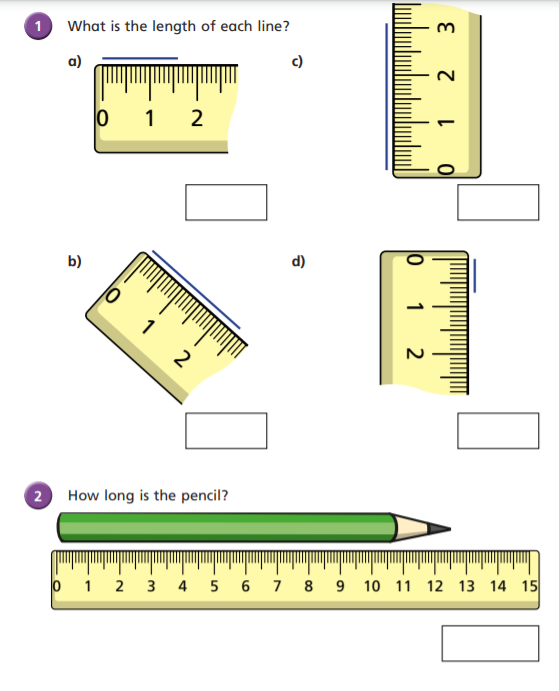 1 What is the length of each line?
a)
0 1 2
c)
0 1 2 3
b)
0 1 2
d)
0 1 2
2 How long is the pencil?
0 1 2 3 4 5 6 7 8 9 10 11 12 13 14 15